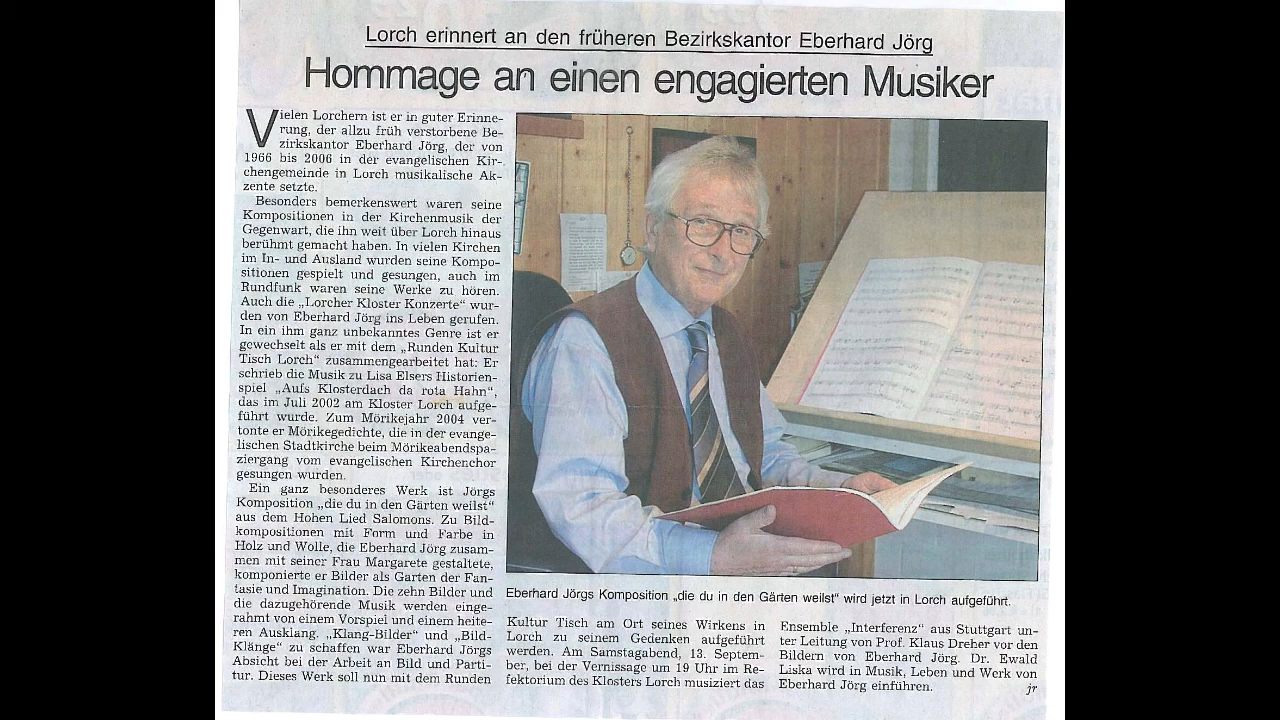 Lorch erinnert an den früheren Bezirkskantor Eberhard Jörg
Hommage an einen engagierten Musiker
Vielen Lorchern ist er in guter Erinne-
rung, der allzu früh verstorbene Be-
zirkskantor Eberhard Jörg, der von
1966 bis 2006 in der evangelischen Kir-
chengemeinde in Lorch musikalische Ak-
zente setzte.
Besonders bemerkenswert waren seine
Kompositionen in der Kirchenmusik der
Gegenwart, die ihn weit über Lorch hinaus
berühmt gemacht haben. In vielen Kirchen
im In- und Ausland wurden seine Kompo-
sitionen gespielt und gesungen auch im
Rundfunk waren seine Werke zu hören.
Auch die „Lorcher Kloster Konzerte“ wur-
den von Eberhard Jörg ins Leben gerufen.
In ein ihm ganz unbekanntes Genre ist er
gewechselt als er mit dem „Runden Kultur
Tisch Lorch“ zusammengearbeitet hat: Er
schrieb die Musik zu Lisa Elsers Historien-
spiel „Aufs Klosterdach da rota Hahn“,
das im Juli 2002 am Kloster Lorch aufge-
führt wurde. Zum Mörikejahr 2004 ver-
tonte er Mörikegedichte, die in der evange-
lischen Stadtkirche beim Mörikeabendspa-
ziergang vom evangelischen Kirchenchor
gesungen wurden.
Ein ganz besonderes Werk ist Jörgs
Komposition „die du in den Gärten weilst“
aus dem Hohen Lied Salomons. Zu Bild-
kompositionen mit Form und Farbe in
Holz und Wolle, die Eberhard Jörg zusam-
men mit seiner Frau Margarete gestaltete,
komponierte er Bilder als Garten der Fan-
tasie und Imagination. Die zehn Bilder und
die dazugehörende Musik werden einge-
rahmt von einem Vorspiel und einem heite-
ren Ausklang. „Klang-Bilder“ und „Bild-
Klänge“ zu schaffen war Eberhard Jörgs
Absicht bei der Arbeit an Bild und Parti-
tur. Dieses Werk soll nun mit dem Runden
Eberhard Jörgs Komposition „die du in den Gärten weilst“ wird jetzt in Lorch aufgeführt.
Kultur Tisch am Ort seines Wirkens in
Lorch zu seinem Gedenken aufgeführt
werden. Am Samstagabend, 13. Septem-
ber, bei der Vernissage um 19 Uhr im Re-
fektorium des Klosters Lorch musiziert das
Ensemble „Interferenz“ aus Stuttgart un-
ter Leitung von Prof. Klaus Dreher vor den
Bildern von Eberhard Jörg. Dr. Ewald
Liska wird in Musik, Leben und Werk von
Eberhard Jörg einführen. jr